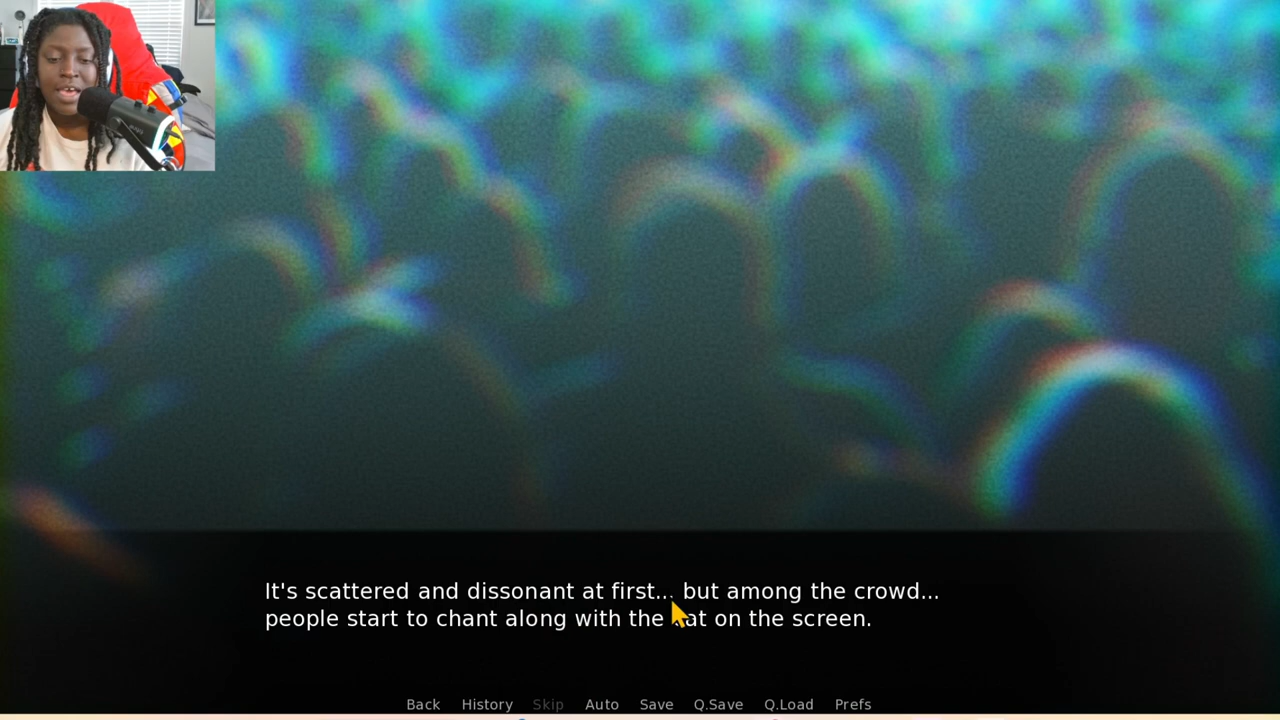 It's scattered and dissonant at first... but among the crowd...
people start to chant along with the at on the screen.
Back History Skip Auto Save Q.Save Q.Load Prefs